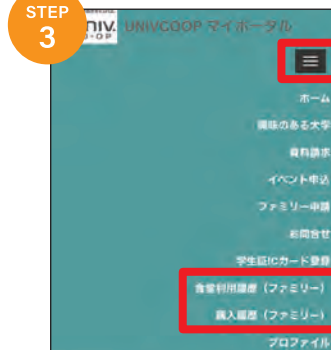 STEP
3
UNIV.
CO-OP
UNIVCOOP マイポータル
ホーム
興味のある大学
資料請求
イベント申込
ファミリー申請
お問合せ
学生証ICカード登録
食堂利用履歴（ファミリー）
購入履歴（ファミリー）
プロファイル